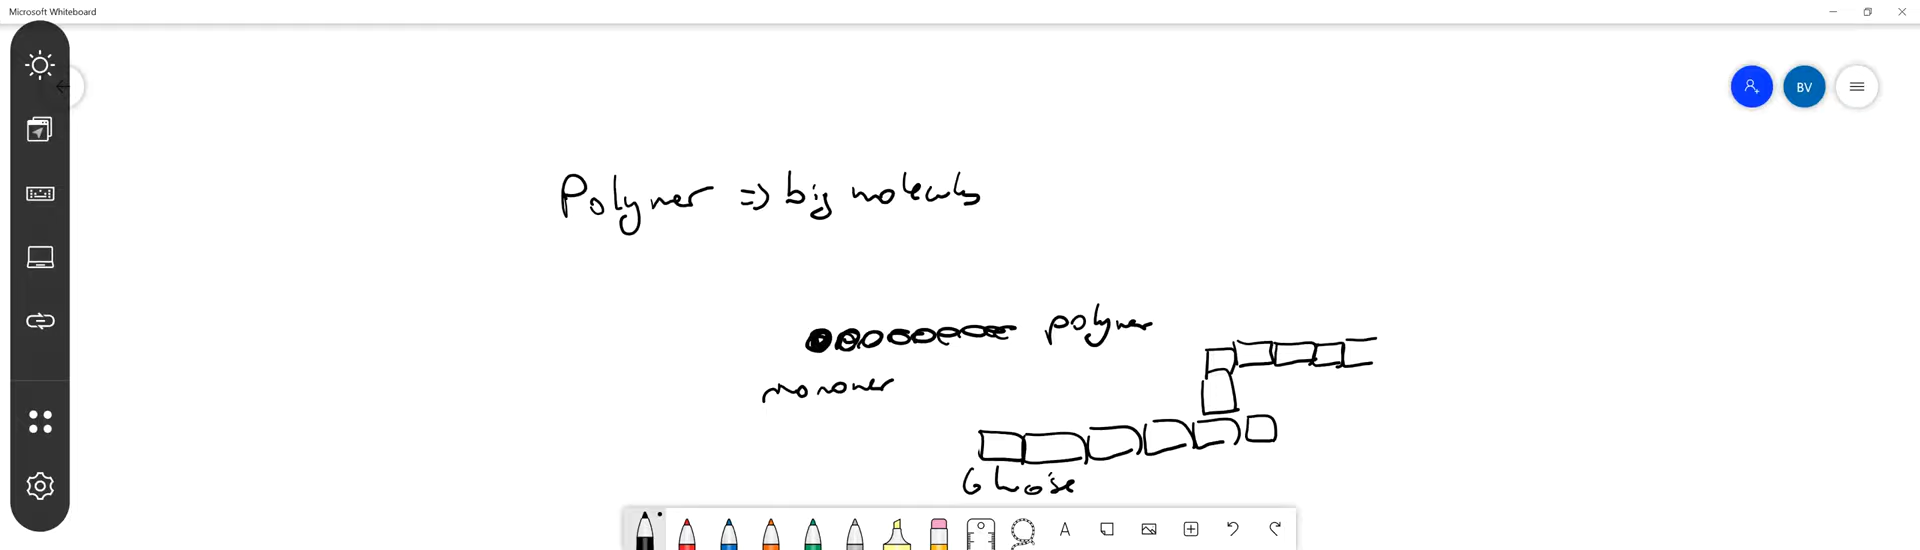 Microsoft Whiteboard
BV
Polymer => big molecules
polymer
monomer
Glucose
A